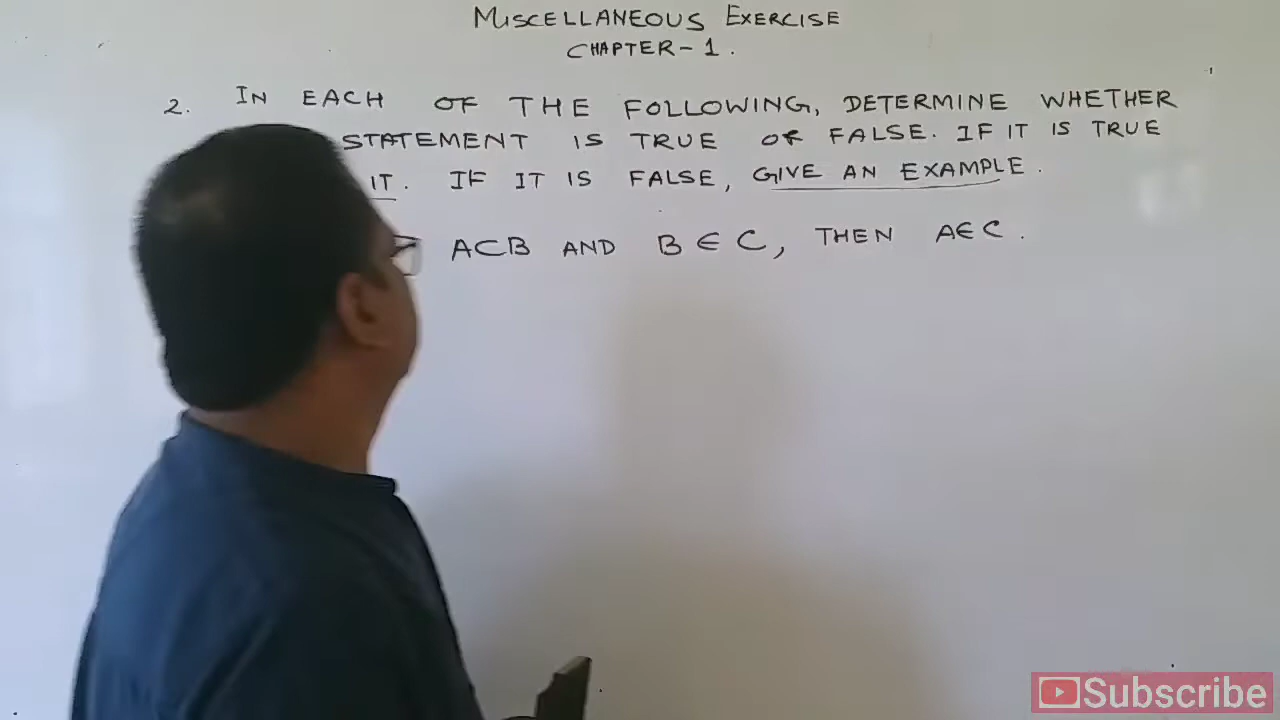 MISCELLANEOUS EXERCISE
CHAPTER-1.
2. IN EACH OF THE FOLLOWING, DETERMINE WHETHER
STATEMENT IS TRUE OR FALSE. IF IT IS TRUE
IT. IF IT IS FALSE, GIVE AN EXAMPLE.
A⊂B AND B ∈ C, THEN A∈C.
Subscribe